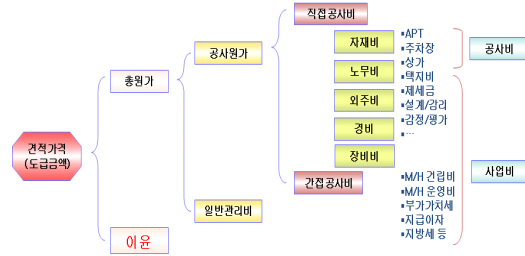 직접공사비
자재비
노무비
외주비
경비
장비비
간접공사비
공사원가
일반관리비
총원가
이윤
견적가격
(도급금액)
▪APT
▪주차장
▪상가
▪택지비
▪제세금
▪설계/감리
▪감정/평가
▪…
▪M/H 건립비
▪M/H 운영비
▪부가가치세
▪지급이자
▪지방세 등
공사비
사업비